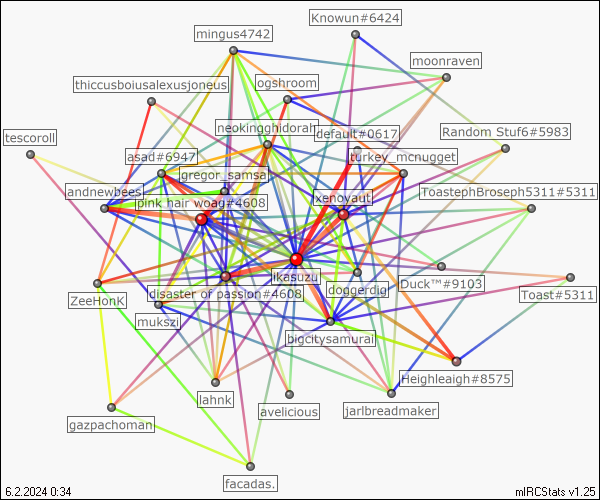 Knowun#6424
mingus4742
moonraven
thiccusboiusalexusjoneus
ogshroom
neokingghidorah
default#0617
Random Stuf6#5983
tescoroll
asad#6947
turkey_mcnugget
gregor_samsa
andnewbees
xenoyaut
ToastephBroseph5311#5311
pink hair woag#4608
ikasuzu
Duck™#9103
doggerdig
disaster of passion#4608
Toast#5311
ZeeHonK
mukszi
bigcitysamurai
Heighleaigh#8575
lahnk
avelicious
jarlbreadmaker
gazpachoman
facadas.
6.2.2024 0:34
mIRCStats v1.25